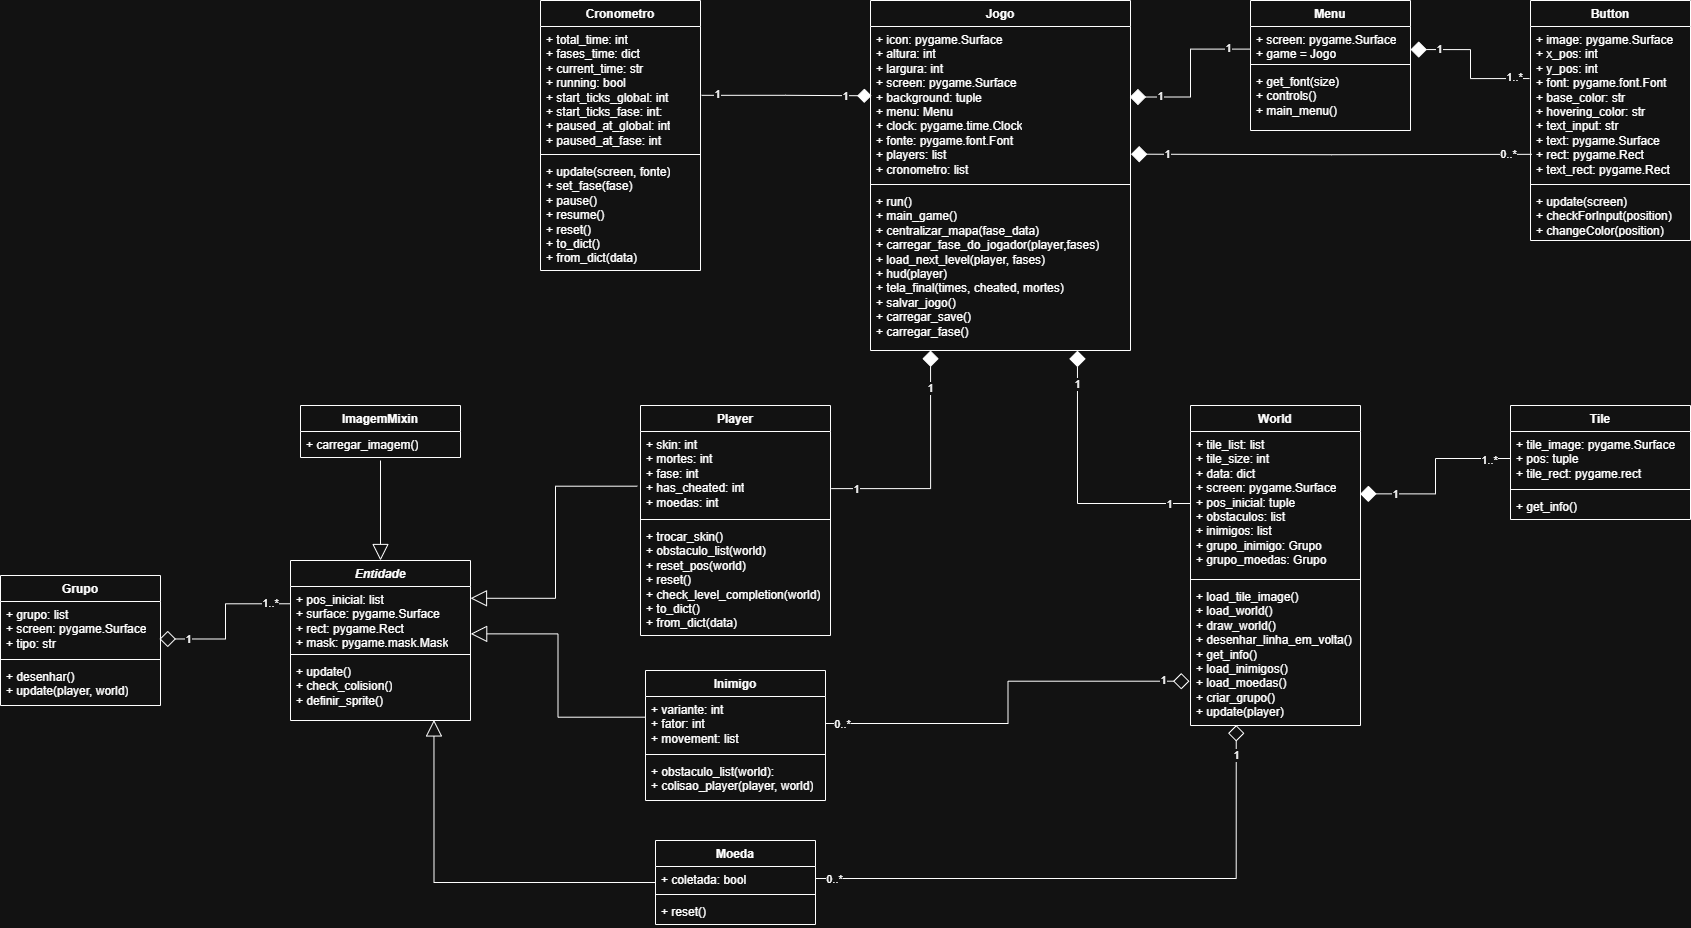 Cronometro
+ total_time: int
+ fases_time: dict
+ current_time: str
+ running: bool
+ start_ticks_global: int
+ start_ticks_fase: int:
+ paused_at_global: int
+ paused_at_fase: int
+ update(screen, fonte)
+ set_fase(fase)
+ pause()
+ resume()
+ reset()
+ to_dict()
+ from_dict(data)
1
1
Jogo
+ icon: pygame.Surface
+ altura: int
+ largura: int
+ screen: pygame.Surface
+ background: tuple
+ menu: Menu
+ clock: pygame.time.Clock
+ fonte: pygame.font.Font
+ players: list
+ cronometro: list
+ run()
+ main_game()
+ centralizar_mapa(fase_data)
+ carregar_fase_do_jogador(player,fases)
+ load_next_level(player, fases)
+ hud(player)
+ tela_final(times, cheated, mortes)
+ salvar_jogo()
+ carregar_save()
+ carregar_fase()
1
1
1
0..*
Menu
+ screen: pygame.Surface
+ game = Jogo
+ get_font(size)
+ controls()
+ main_menu()
1
1..*
Button
+ image: pygame.Surface
+ x_pos: int
+ y_pos: int
+ font: pygame.font.Font
+ base_color: str
+ hovering_color: str
+ text_input: str
+ text: pygame.Surface
+ rect: pygame.Rect
+ text_rect: pygame.Rect
+ update(screen)
+ checkForInput(position)
+ changeColor(position)
1
1
1
1
ImagemMixin
+ carregar_imagem()
Player
+ skin: int
+ mortes: int
+ fase: int
+ has_cheated: int
+ moedas: int
+ trocar_skin()
+ obstaculo_list(world)
+ reset_pos(world)
+ reset()
+ check_level_completion(world)
+ to_dict()
+ from_dict(data)
World
+ tile_list: list
+ tile_size: int
+ data: dict
+ screen: pygame.Surface
+ pos_inicial: tuple
+ obstaculos: list
+ inimigos: list
+ grupo_inimigo: Grupo
+ grupo_moedas: Grupo
+ load_tile_image()
+ load_world()
+ draw_world()
+ desenhar_linha_em_volta()
+ get_info()
+ load_inimigos()
+ load_moedas()
+ criar_grupo()
+ update(player)
1
1..*
Tile
+ tile_image: pygame.Surface
+ pos: tuple
+ tile_rect: pygame.rect
+ get_info()
Grupo
+ grupo: list
+ screen: pygame.Surface
+ tipo: str
+ desenhar()
+ update(player, world)
1
1..*
Entidade
+ pos_inicial: list
+ surface: pygame.Surface
+ rect: pygame.Rect
+ mask: pygame.mask.Mask
+ update()
+ check_colision()
+ definir_sprite()
Inimigo
+ variante: int
+ fator: int
+ movement: list
+ obstaculo_list(world):
+ colisao_player(player, world)
0..*
1
1
Moeda
+ coletada: bool
+ reset()
0..*